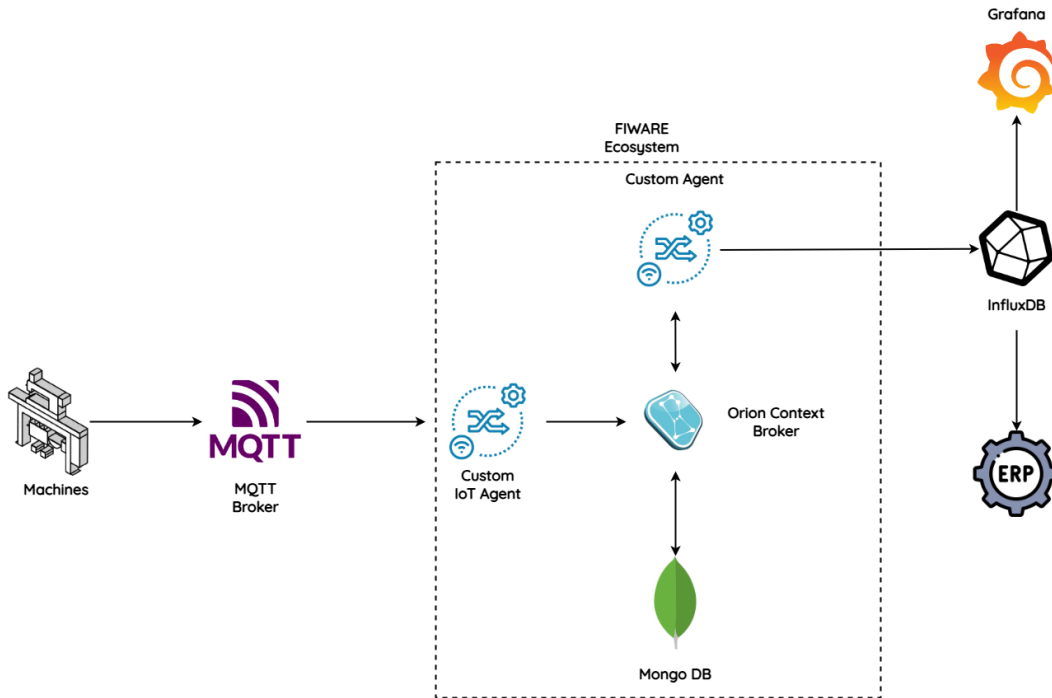 Grafana
FIWARE
Ecosystem
Custom Agent
InfluxDB
MQTT
Orion Context
Broker
ERP
Machines
MQTT
Broker
Custom
IoT Agent
Mongo DB